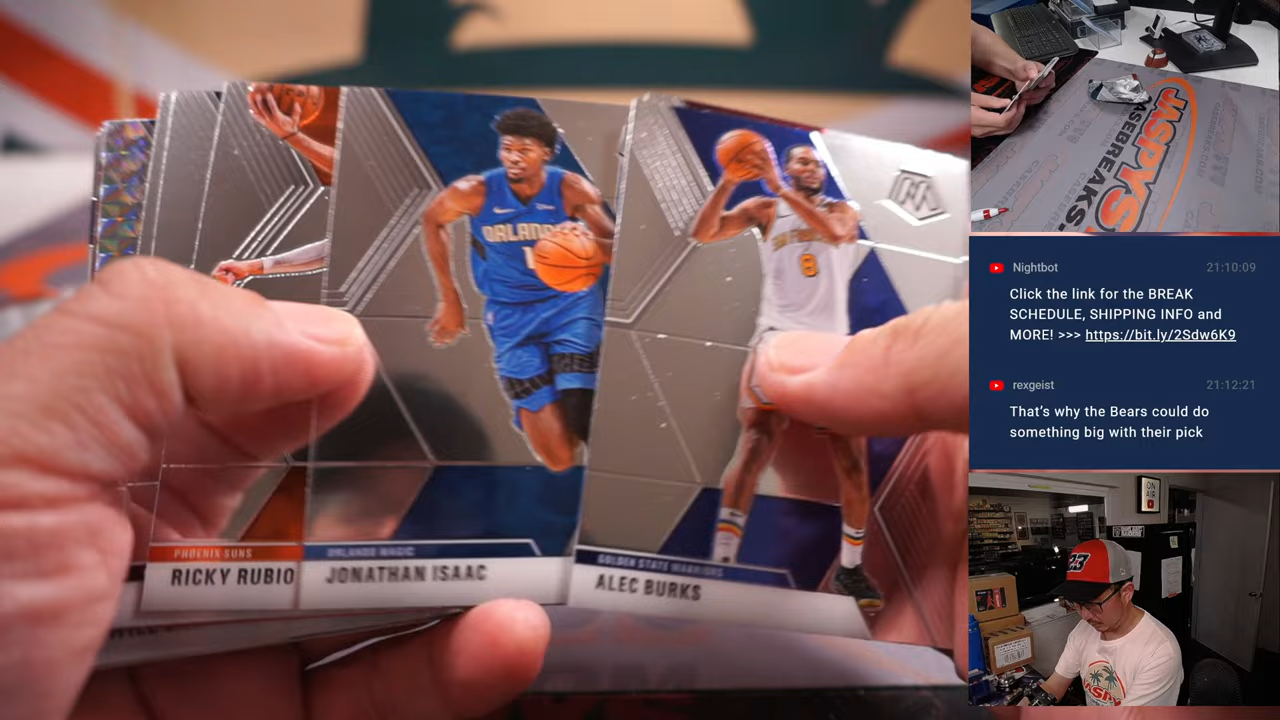 PHOENIX SUNS
RICKY RUBIO
ORLANDO MAGIC
JONATHAN ISAAC
GOLDEN STATE WARRIORS
ALEC BURKS
ORLANDO
1
8
M
JASPYS
CASEBREAKS
Nightbot 21:10:09
Click the link for the BREAK
SCHEDULE, SHIPPING INFO and
MORE! >>> https://bit.ly/2Sdw6K9
rexgeist 21:12:21
That's why the Bears could do
something big with their pick
ON
AIR
23